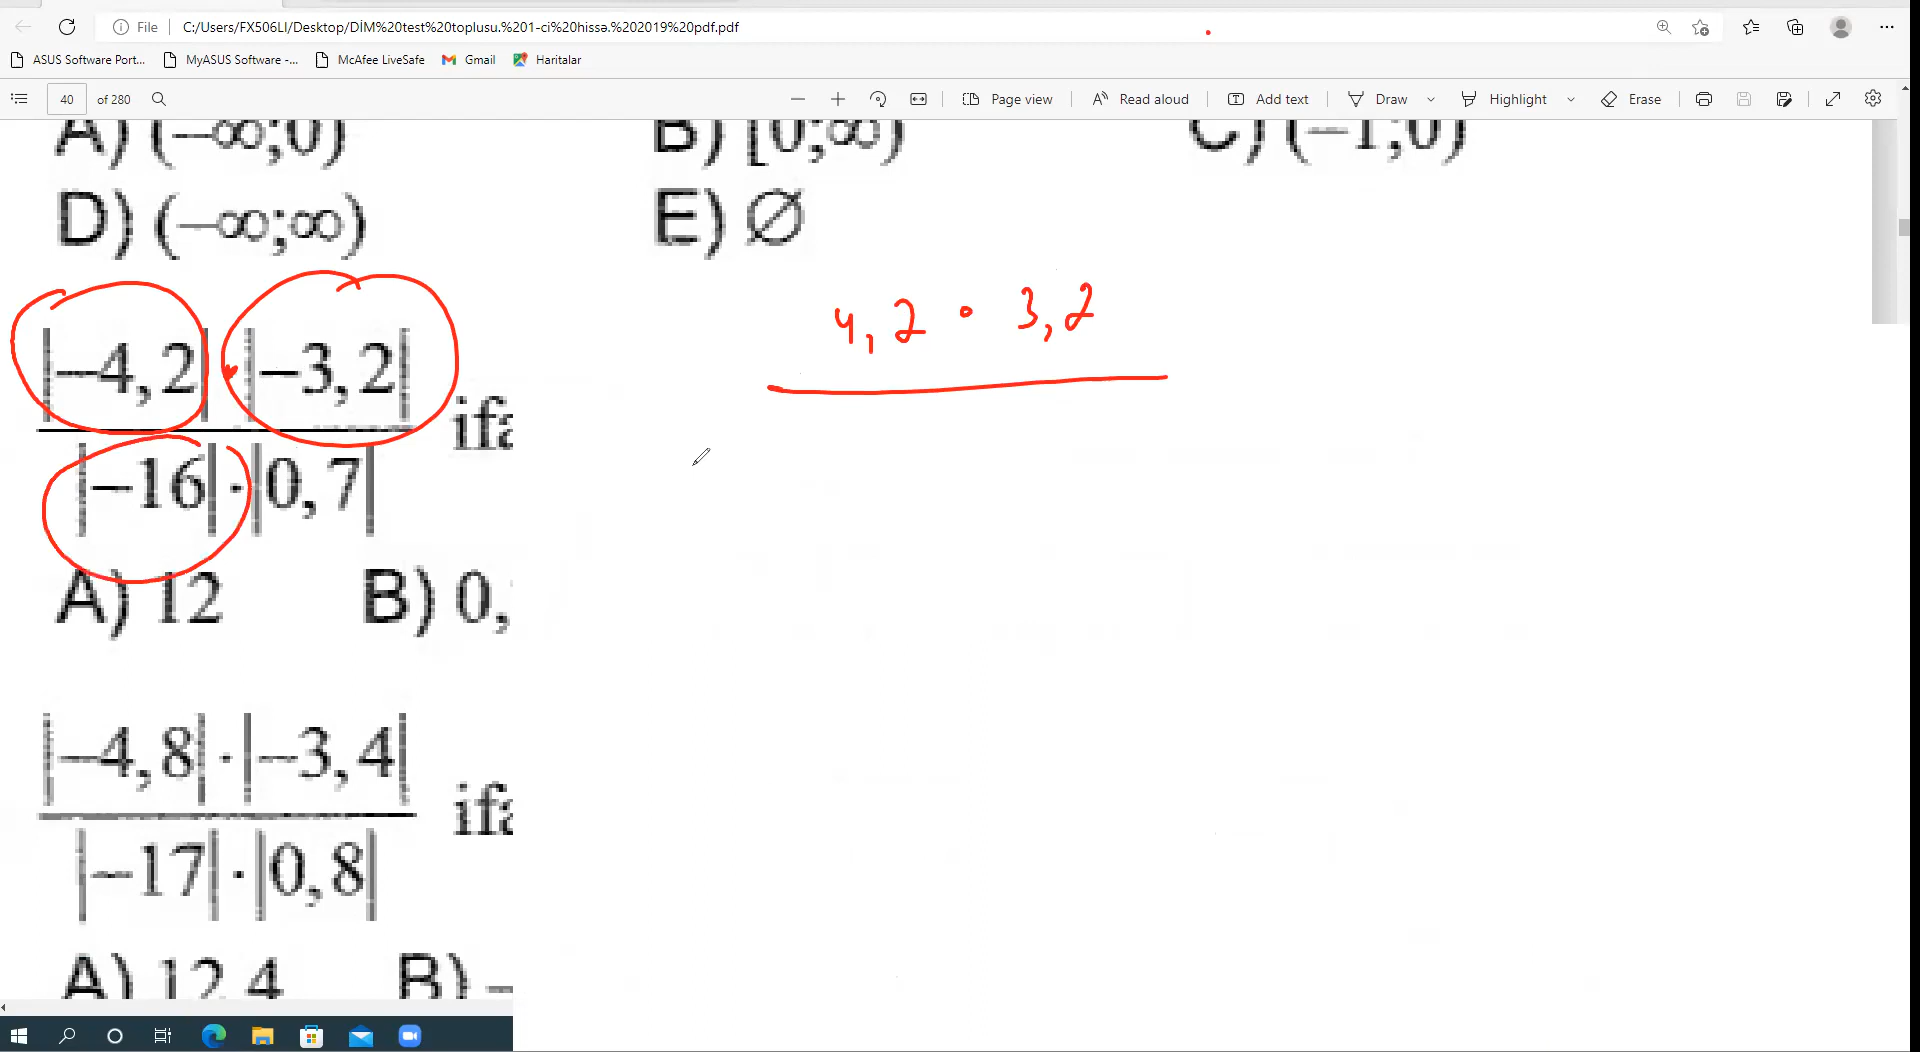 File C:/Users/FX506LI/Desktop/DİM%20test%20toplusu.%201-ci%20hissə.%202019%20pdf.pdf
ASUS Software Port... MyASUS Software -... McAfee LiveSafe Gmail Haritalar
40 of 280 Page view Read aloud Add text Draw Highlight Erase
A) (−∞;0) B) [0;∞) C) (−1;0)
D) (−∞;∞) E) ∅
4,2 · 3,2
|−4,2| · |−3,2|
|−16| · |0,7|
A) 12 B) 0,
|−4,8| · |−3,4|
|−17| · |0,8|
A) 12,4 B) −